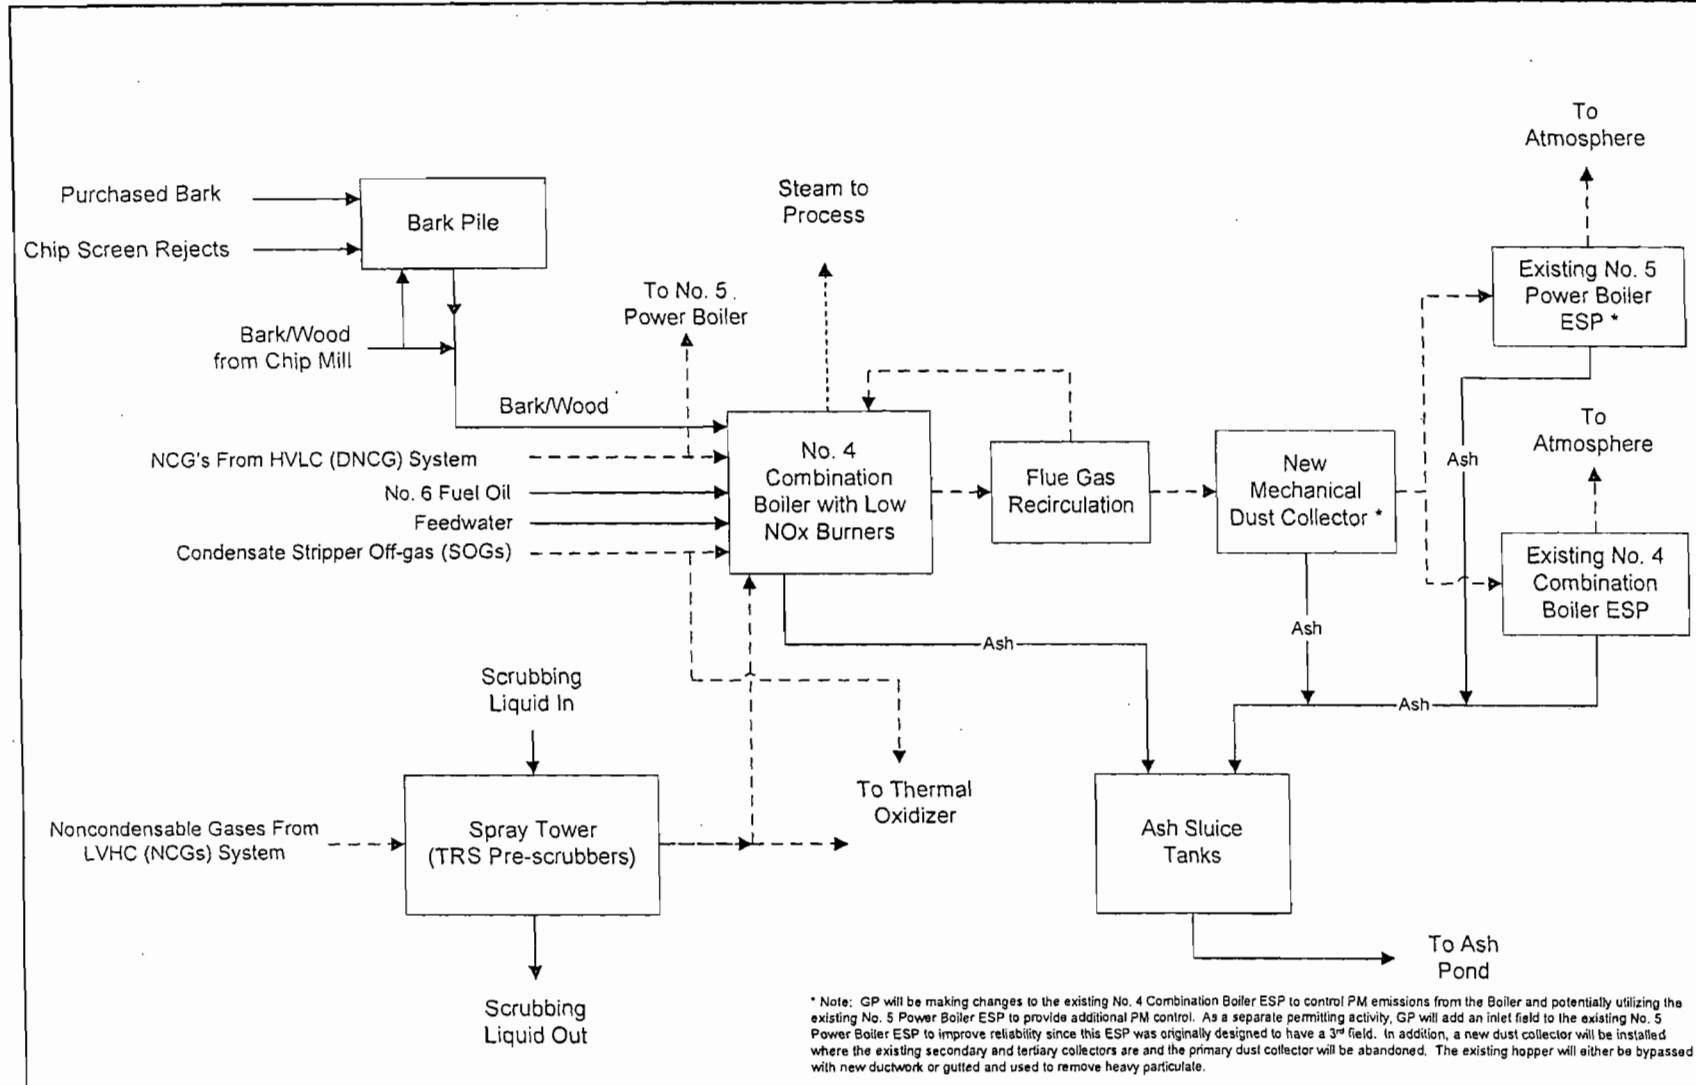 To
Atmosphere
Purchased Bark
Bark Pile
Steam to
Process
Chip Screen Rejects
Existing No. 5
Power Boiler
ESP *
To No. 5
Power Boiler
Bark/Wood
from Chip Mill
Bark/Wood
To
Atmosphere
NCG's From HVLC (DNCG) System
No. 6 Fuel Oil
Feedwater
Condensate Stripper Off-gas (SOGs)
No. 4
Combination
Boiler with Low
NOx Burners
Flue Gas
Recirculation
New
Mechanical
Dust Collector *
Ash
Existing No. 4
Combination
Boiler ESP
Ash
Ash
Ash
Scrubbing
Liquid In
To Thermal
Oxidizer
Noncondensable Gases From
LVHC (NCGs) System
Spray Tower
(TRS Pre-scrubbers)
Ash Sluice
Tanks
To Ash
Pond
Scrubbing
Liquid Out
* Note: GP will be making changes to the existing No. 4 Combination Boiler ESP to control PM emissions from the Boiler and potentially utilizing the
existing No. 5 Power Boiler ESP to provide additional PM control. As a separate permitting activity, GP will add an inlet field to the existing No. 5
Power Boiler ESP to improve reliability since this ESP was originally designed to have a 3rd field. In addition, a new dust collector will be installed
where the existing secondary and tertiary collectors are and the primary dust collector will be abandoned. The existing hopper will either be bypassed
with new ductwork or gutted and used to remove heavy particulate.